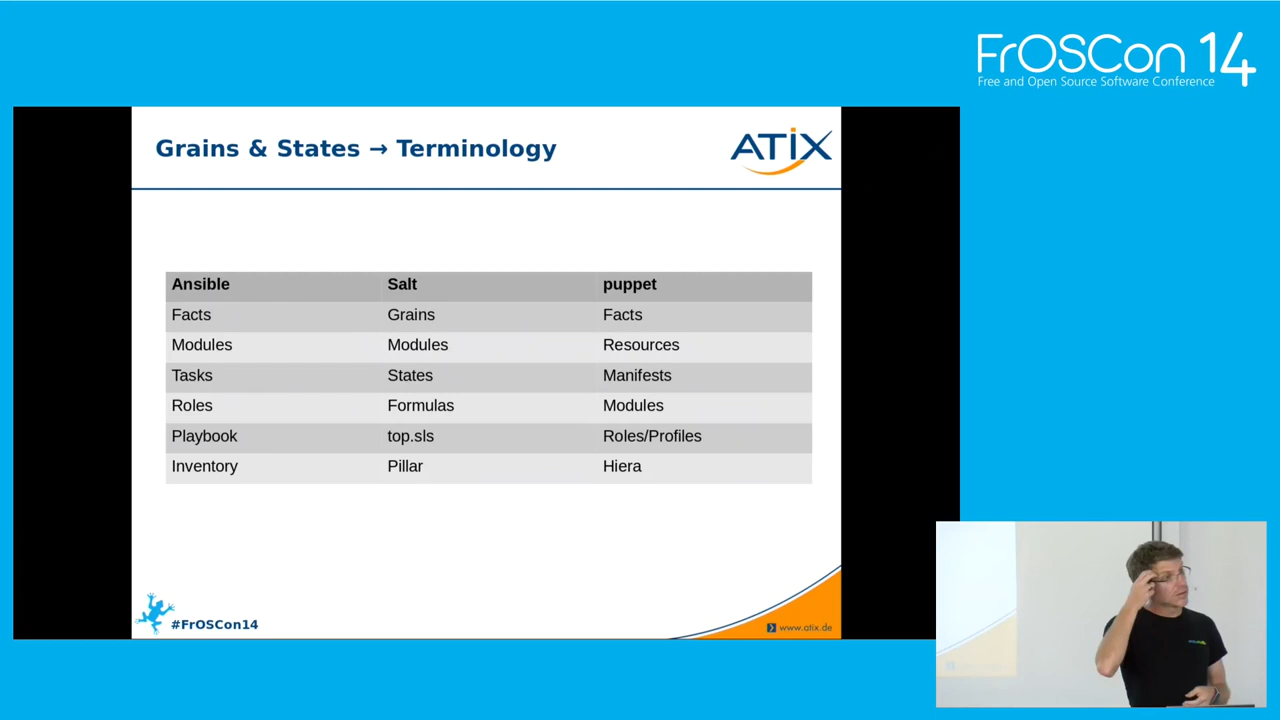 FrOSCon 14
Free and Open Source Software Conference
Grains & States → Terminology
ATIX
Ansible Salt puppet
Facts Grains Facts
Modules Modules Resources
Tasks States Manifests
Roles Formulas Modules
Playbook top.sls Roles/Profiles
Inventory Pillar Hiera
#FrOSCon14
www.atix.de